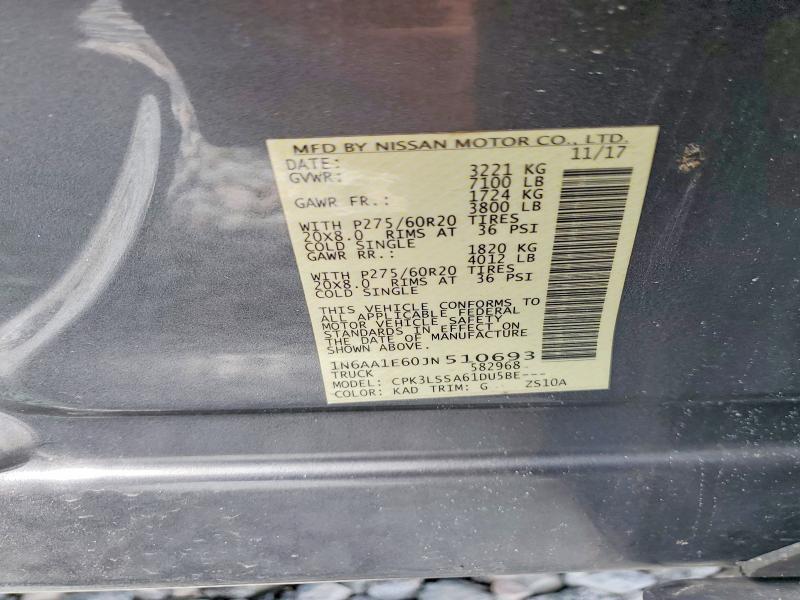 MFD BY NISSAN MOTOR CO., LTD.
DATE: 11/17
GVWR: 3221 KG
7100 LB
GAWR FR.: 1724 KG
3800 LB
WITH P275/60R20 TIRES
20X8.0 RIMS AT 36 PSI
COLD SINGLE
GAWR RR.: 1820 KG
4012 LB
WITH P275/60R20 TIRES
20X8.0 RIMS AT 36 PSI
COLD SINGLE
THIS VEHICLE CONFORMS TO
ALL APPLICABLE FEDERAL
MOTOR VEHICLE SAFETY
STANDARDS IN EFFECT ON
THE DATE OF MANUFACTURE
SHOWN ABOVE.
1N6AA1E60JN510693
TRUCK 582968
MODEL: CPK3LSSA61DU5BE---
COLOR: KAD TRIM: G ZS10A